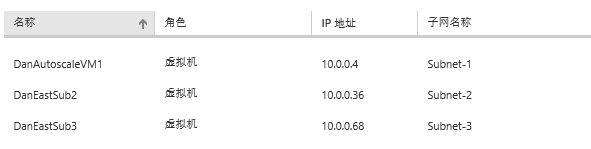 名称 角色 IP 地址 子网名称
DanAutoscaleVM1 虚拟机 10.0.0.4 Subnet-1
DanEastSub2 虚拟机 10.0.0.36 Subnet-2
DanEastSub3 虚拟机 10.0.0.68 Subnet-3